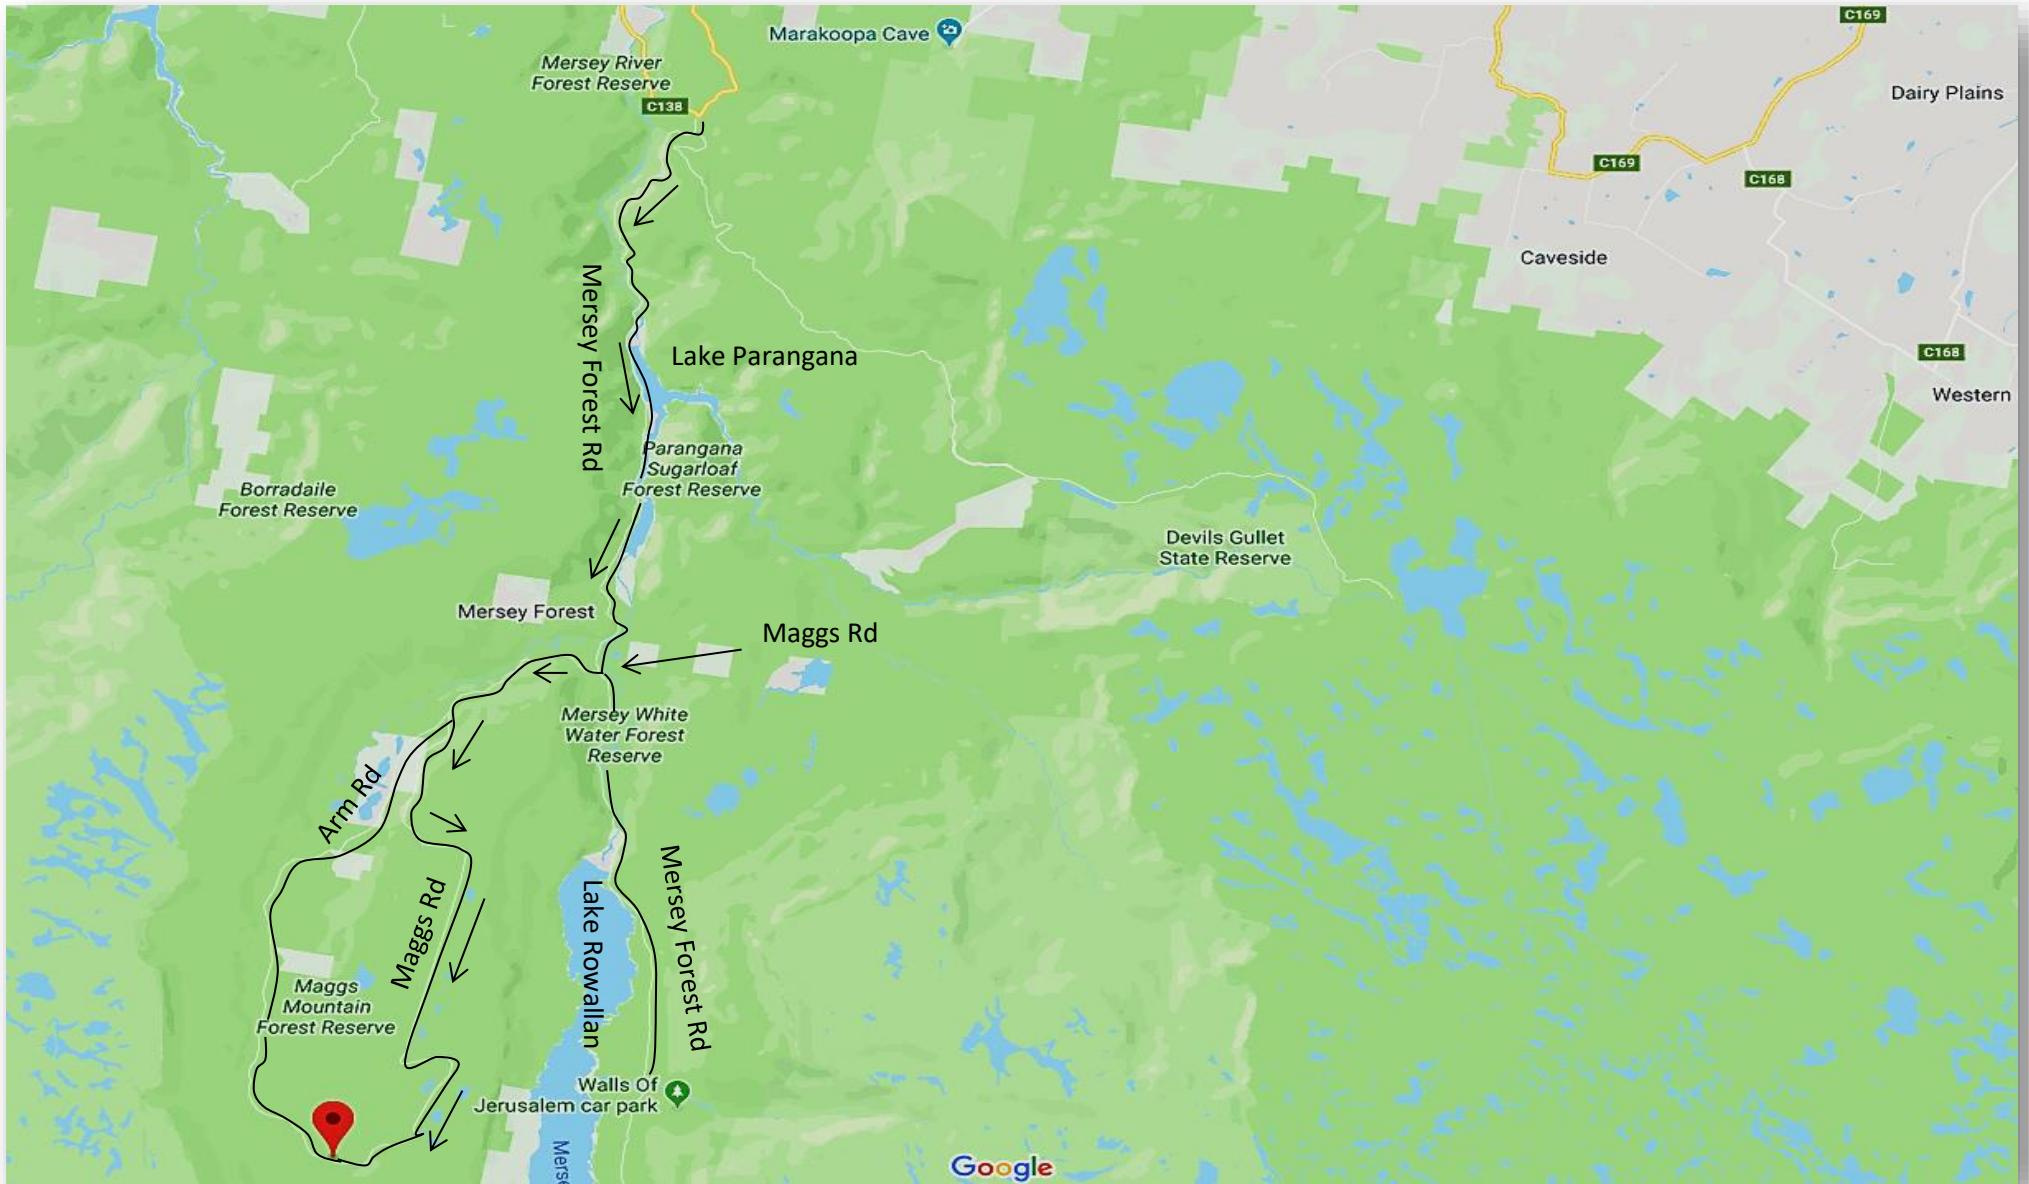 C169
Marakoopa Cave
Mersey River
Forest Reserve
C138
Dairy Plains
C169
C168
Caveside
Mersey Forest Rd
Lake Parangana
C168
Western
Parangana
Sugarloaf
Forest Reserve
Borradaile
Forest Reserve
Devils Gullet
State Reserve
Mersey Forest
Maggs Rd
Mersey White
Water Forest
Reserve
Arm Rd
Maggs Rd
Lake Rowallan
Mersey Forest Rd
Maggs
Mountain
Forest Reserve
Walls Of
Jerusalem car park
Merse
Google